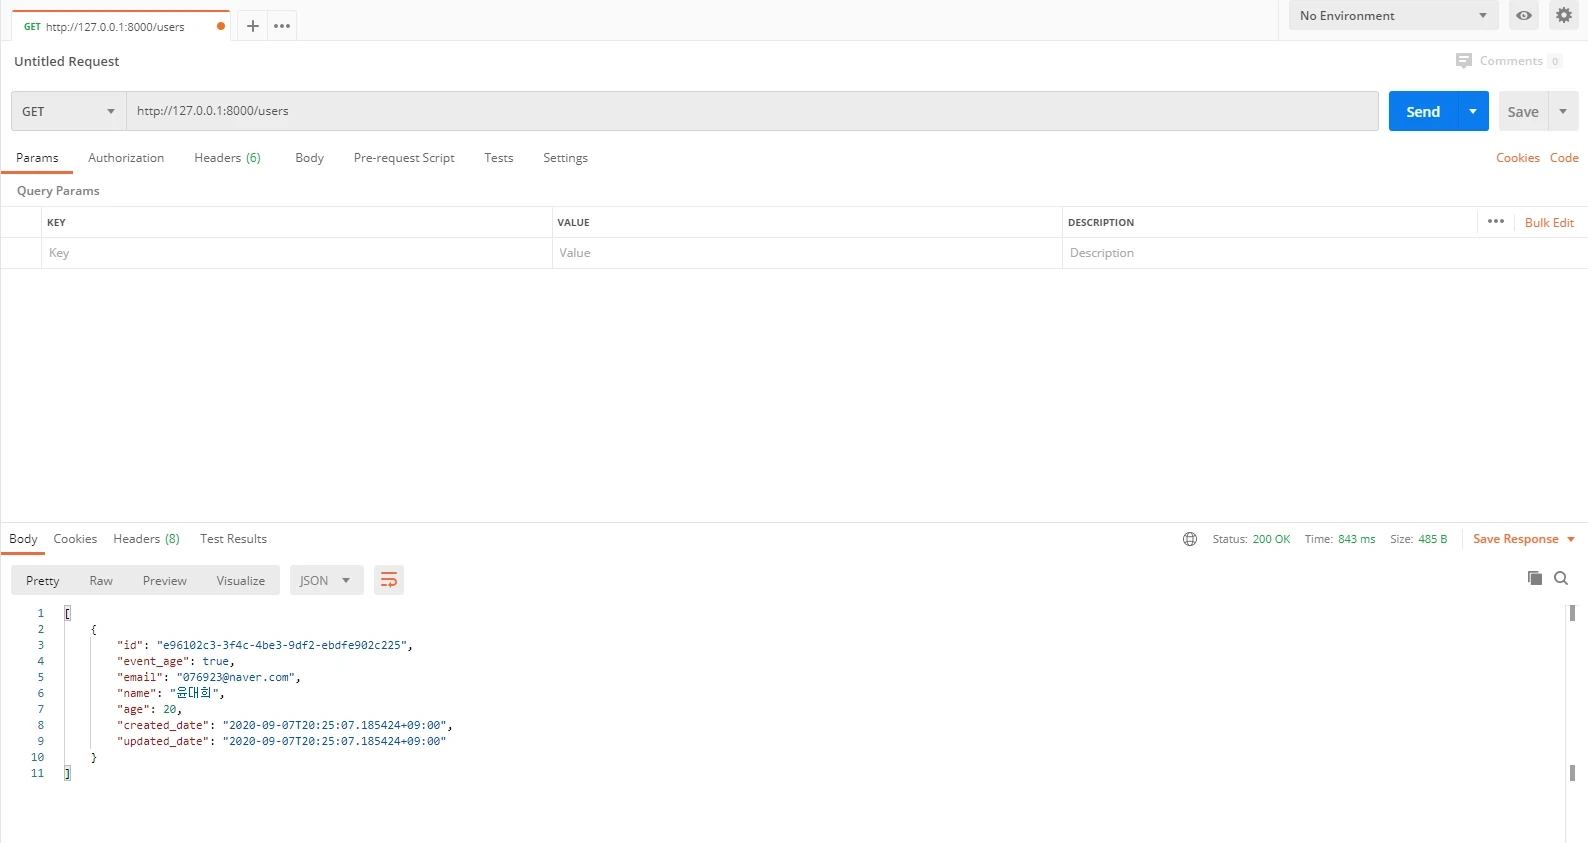 GET http://127.0.0.1:8000/users
No Environment
Untitled Request
Comments 0
GET http://127.0.0.1:8000/users Send Save
Params Authorization Headers (6) Body Pre-request Script Tests Settings Cookies Code
Query Params
KEY VALUE DESCRIPTION ••• Bulk Edit
Key Value Description
Body Cookies Headers (8) Test Results Status: 200 OK Time: 843 ms Size: 485 B Save Response
Pretty Raw Preview Visualize JSON
1 [
2 {
3 "id": "e96102c3-3f4c-4be3-9df2-ebdfe902c225",
4 "event_age": true,
5 "email": "076923@naver.com",
6 "name": "윤대희",
7 "age": 20,
8 "created_date": "2020-09-07T20:25:07.185424+09:00",
9 "updated_date": "2020-09-07T20:25:07.185424+09:00"
10 }
11 ]